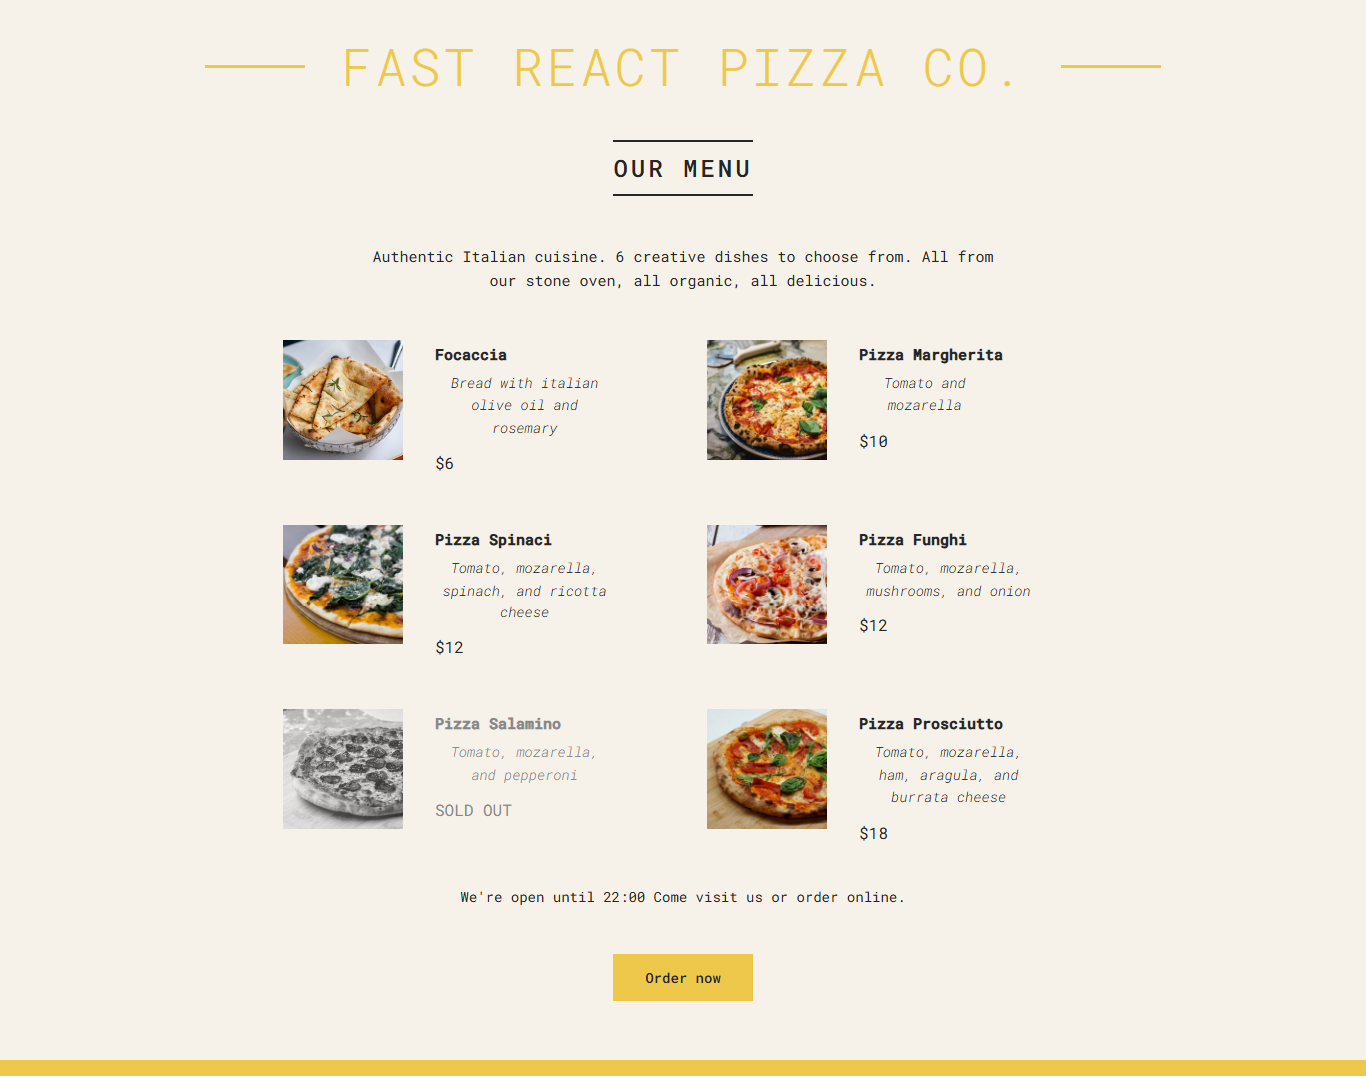 FAST REACT PIZZA CO.
OUR MENU
Authentic Italian cuisine. 6 creative dishes to choose from. All from
our stone oven, all organic, all delicious.
Focaccia
Bread with italian
olive oil and
rosemary
$6
Pizza Margherita
Tomato and
mozarella
$10
Pizza Spinaci
Tomato, mozarella,
spinach, and ricotta
cheese
$12
Pizza Funghi
Tomato, mozarella,
mushrooms, and onion
$12
Pizza Salamino
Tomato, mozarella,
and pepperoni
SOLD OUT
Pizza Prosciutto
Tomato, mozarella,
ham, aragula, and
burrata cheese
$18
We're open until 22:00 Come visit us or order online.
Order now